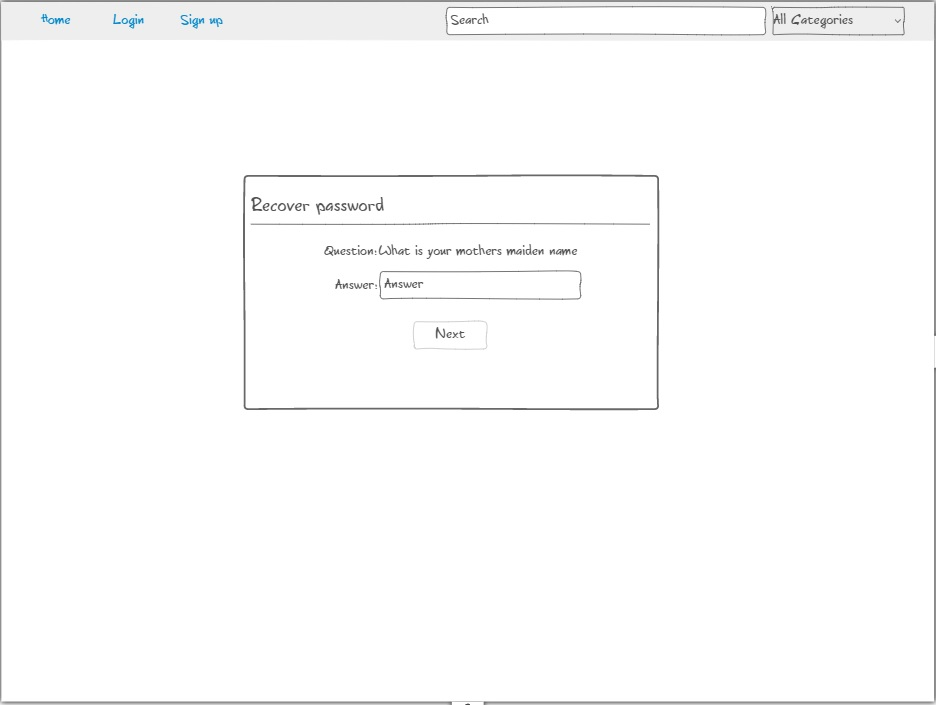 Home Login Sign up Search All Categories
Recover password
Question: What is your mothers maiden name
Answer: Answer
Next